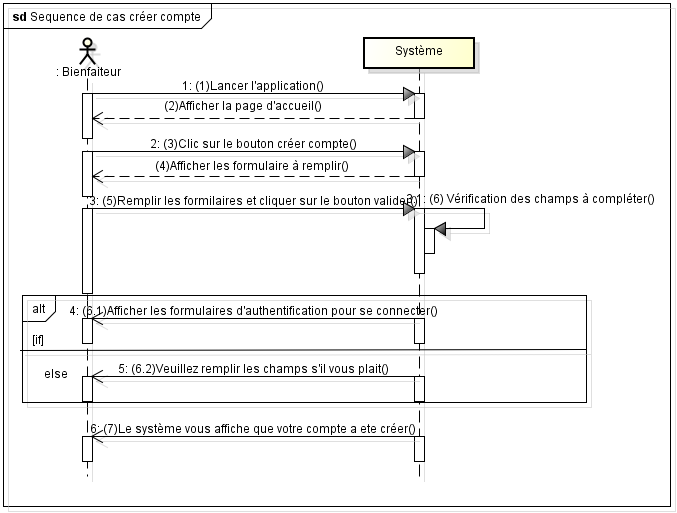 sd Sequence de cas créer compte
: Bienfaiteur
Système
1: (1)Lancer l'application()
(2)Afficher la page d'accueil()
2: (3)Clic sur le bouton créer compte()
(4)Afficher les formulaire à remplir()
3: (5)Remplir les formilaires et cliquer sur le bouton valider()
3.1: (6) Vérification des champs à compléter()
alt
4: (6.1)Afficher les formulaires d'authentification pour se connecter()
[if]
5: (6.2)Veuillez remplir les champs s'il vous plait()
else
6: (7)Le système vous affiche que votre compte a ete créer()